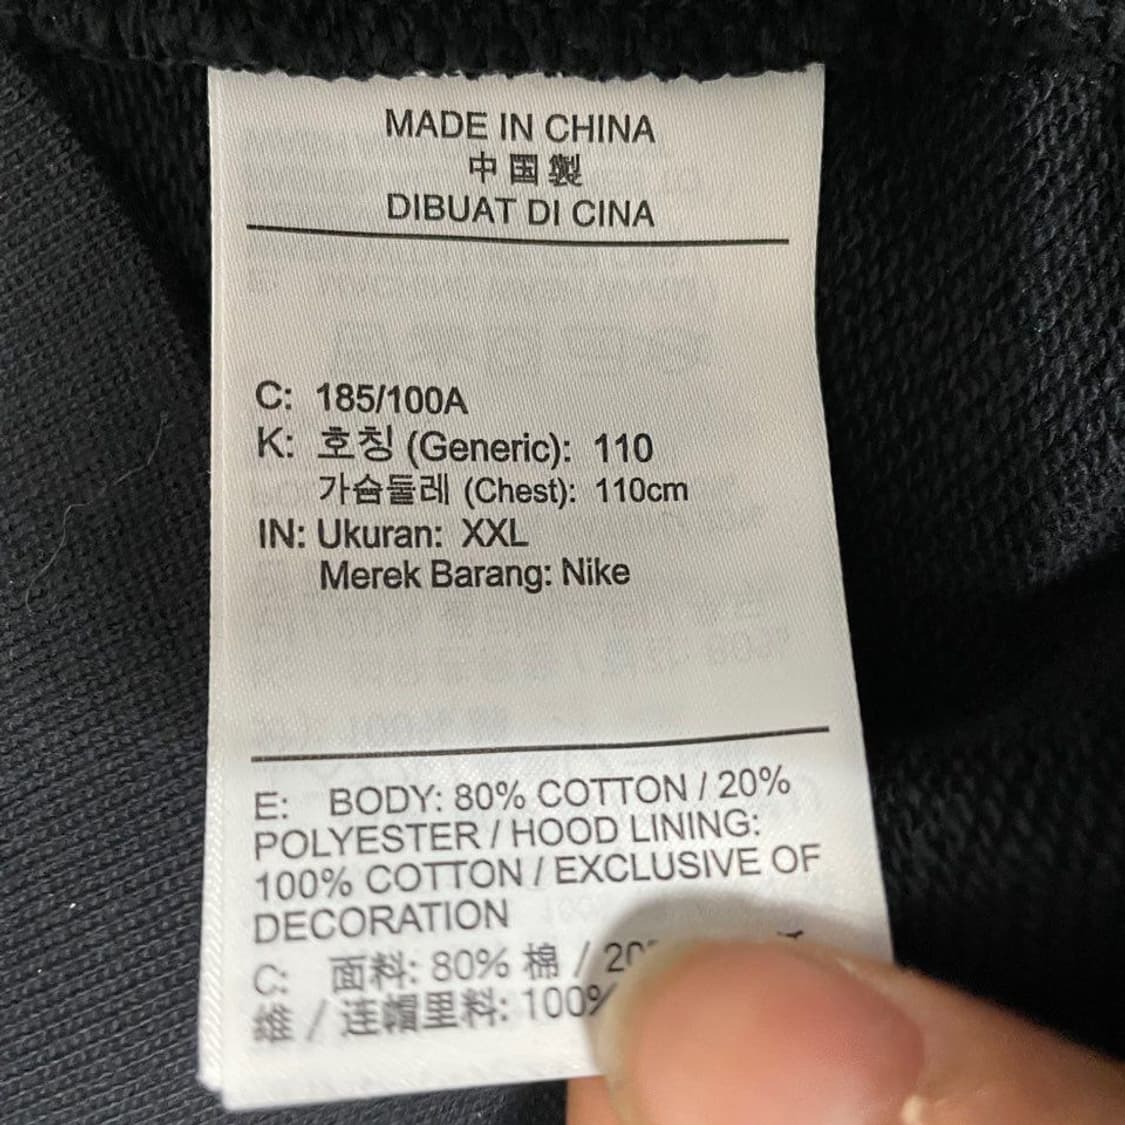 MADE IN CHINA
中国製
DIBUAT DI CINA
C: 185/100A
K: 호칭 (Generic): 110
가슴둘레 (Chest): 110cm
IN: Ukuran: XXL
Merek Barang: Nike
E: BODY: 80% COTTON / 20%
POLYESTER / HOOD LINING:
100% COTTON / EXCLUSIVE OF
DECORATION
C: 面料: 80% 棉 / 20
维 / 连帽里料: 100%